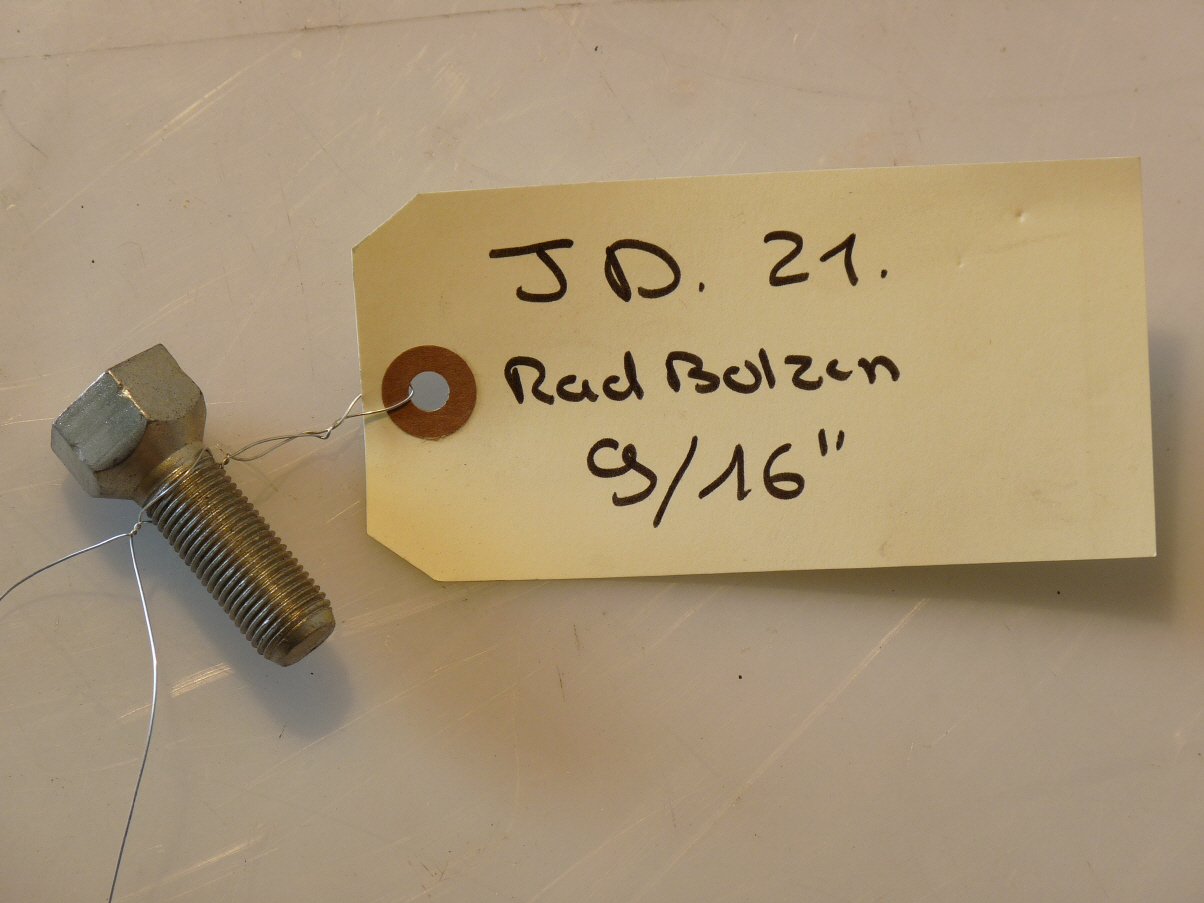 JD. 21.
Rad Bolzen
9/16"